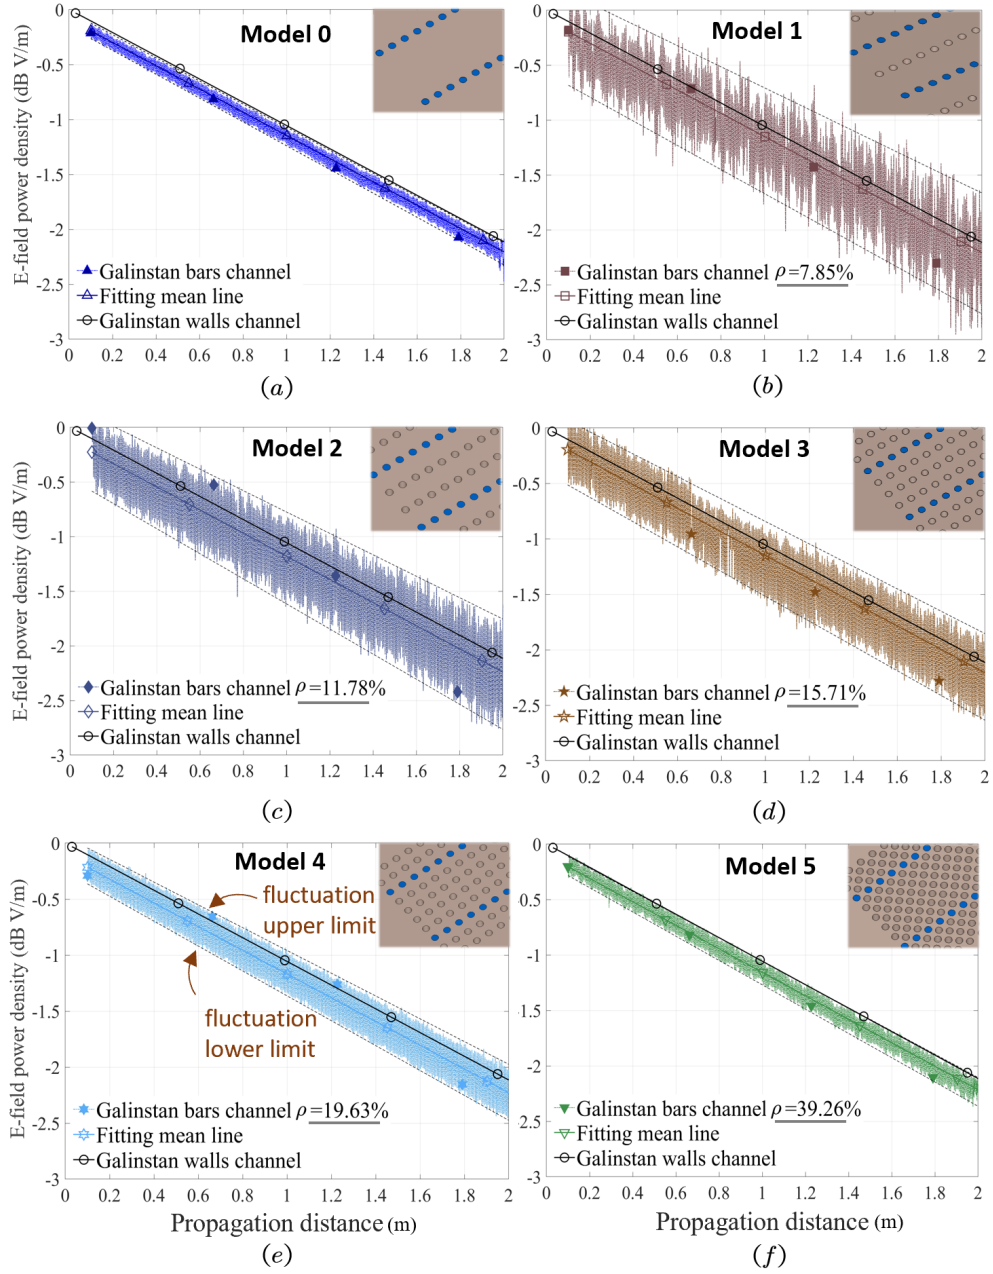 Model 0
E-field power density (dB V/m)
0
-0.5
-1
-1.5
-2
-2.5
-3
Galinstan bars channel
Fitting mean line
Galinstan walls channel
0 0.2 0.4 0.6 0.8 1 1.2 1.4 1.6 1.8 2
(a)
Model 1
0
-0.5
-1
-1.5
-2
-2.5
-3
Galinstan bars channel ρ=7.85%
Fitting mean line
Galinstan walls channel
0 0.2 0.4 0.6 0.8 1 1.2 1.4 1.6 1.8 2
(b)
Model 2
E-field power density (dB V/m)
0
-0.5
-1
-1.5
-2
-2.5
-3
Galinstan bars channel ρ=11.78%
Fitting mean line
Galinstan walls channel
0 0.2 0.4 0.6 0.8 1 1.2 1.4 1.6 1.8 2
(c)
Model 3
0
-0.5
-1
-1.5
-2
-2.5
-3
Galinstan bars channel ρ=15.71%
Fitting mean line
Galinstan walls channel
0 0.2 0.4 0.6 0.8 1 1.2 1.4 1.6 1.8 2
(d)
Model 4
E-field power density (dB V/m)
0
-0.5
-1
-1.5
-2
-2.5
-3
fluctuation
upper limit
fluctuation
lower limit
Galinstan bars channel ρ=19.63%
Fitting mean line
Galinstan walls channel
0 0.2 0.4 0.6 0.8 1 1.2 1.4 1.6 1.8 2
Propagation distance (m)
(e)
Model 5
0
-0.5
-1
-1.5
-2
-2.5
-3
Galinstan bars channel ρ=39.26%
Fitting mean line
Galinstan walls channel
0 0.2 0.4 0.6 0.8 1 1.2 1.4 1.6 1.8 2
Propagation distance (m)
(f)